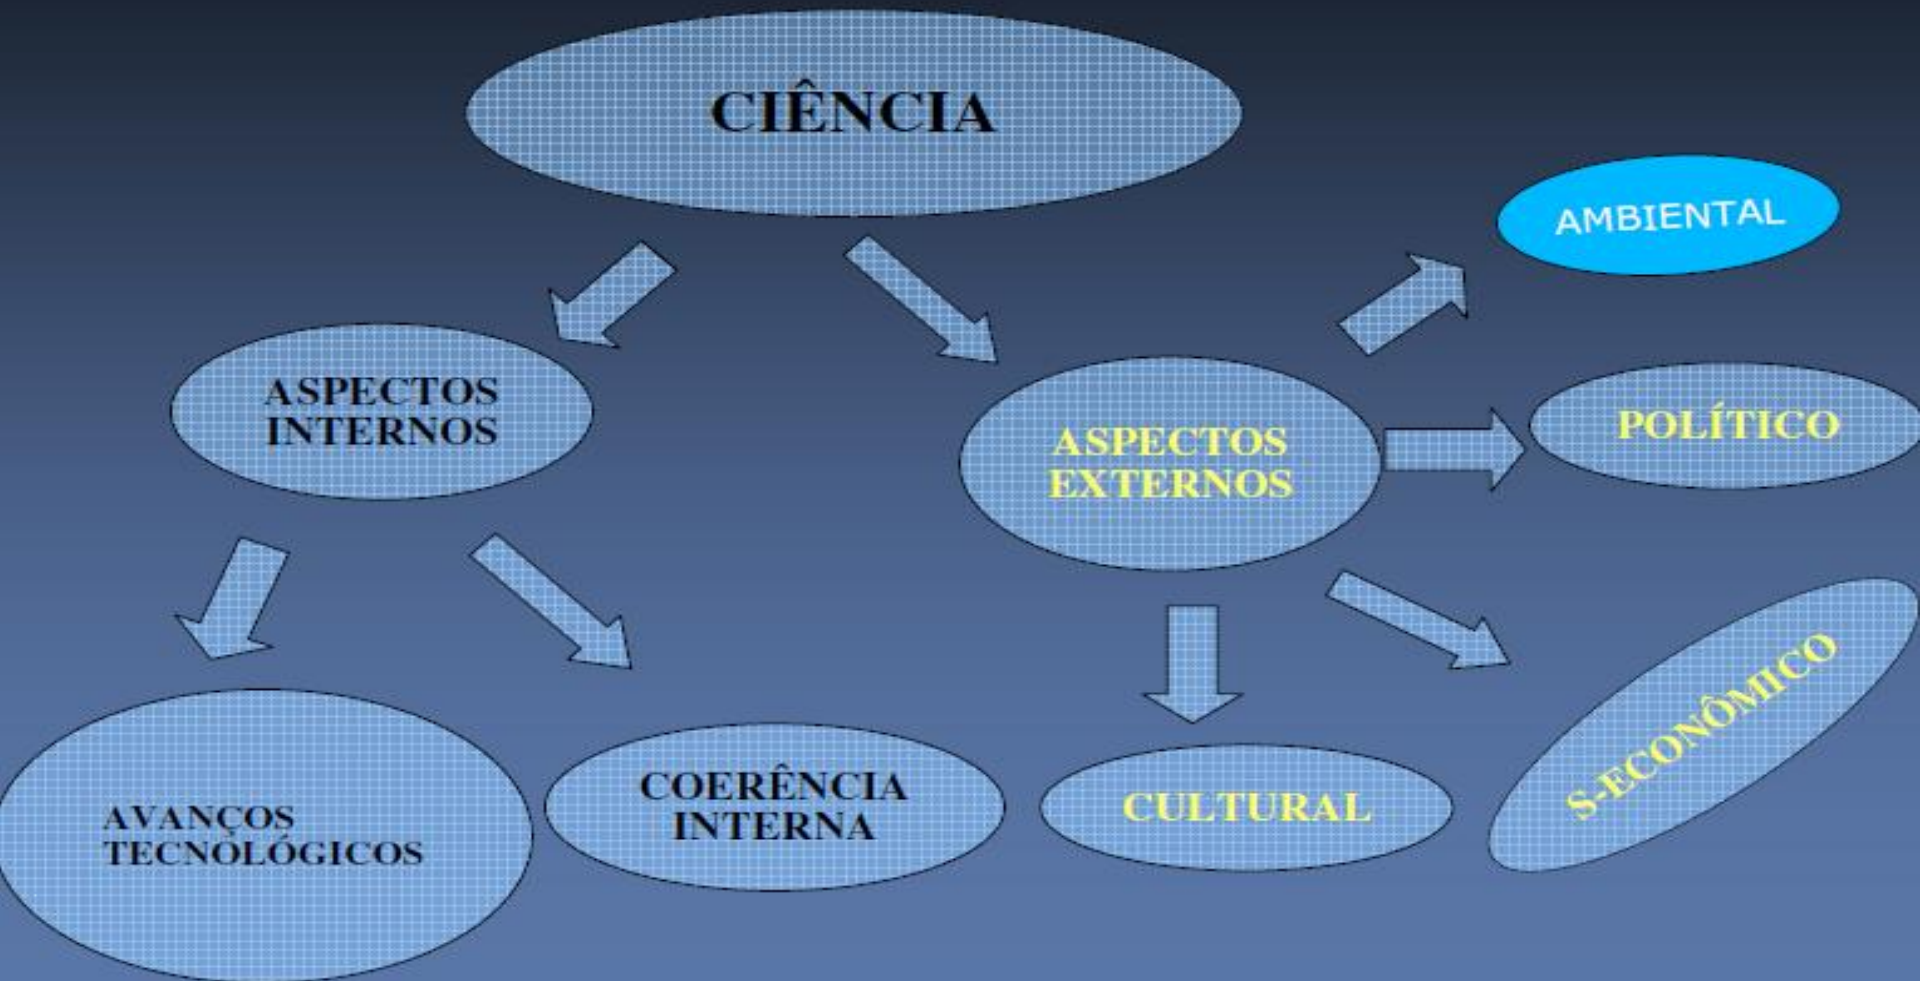 CIÊNCIA
AMBIENTAL
ASPECTOS
INTERNOS
ASPECTOS
EXTERNOS
POLÍTICO
AVANÇOS
TECNOLÓGICOS
COERÊNCIA
INTERNA
CULTURAL
S-ECONÔMICO